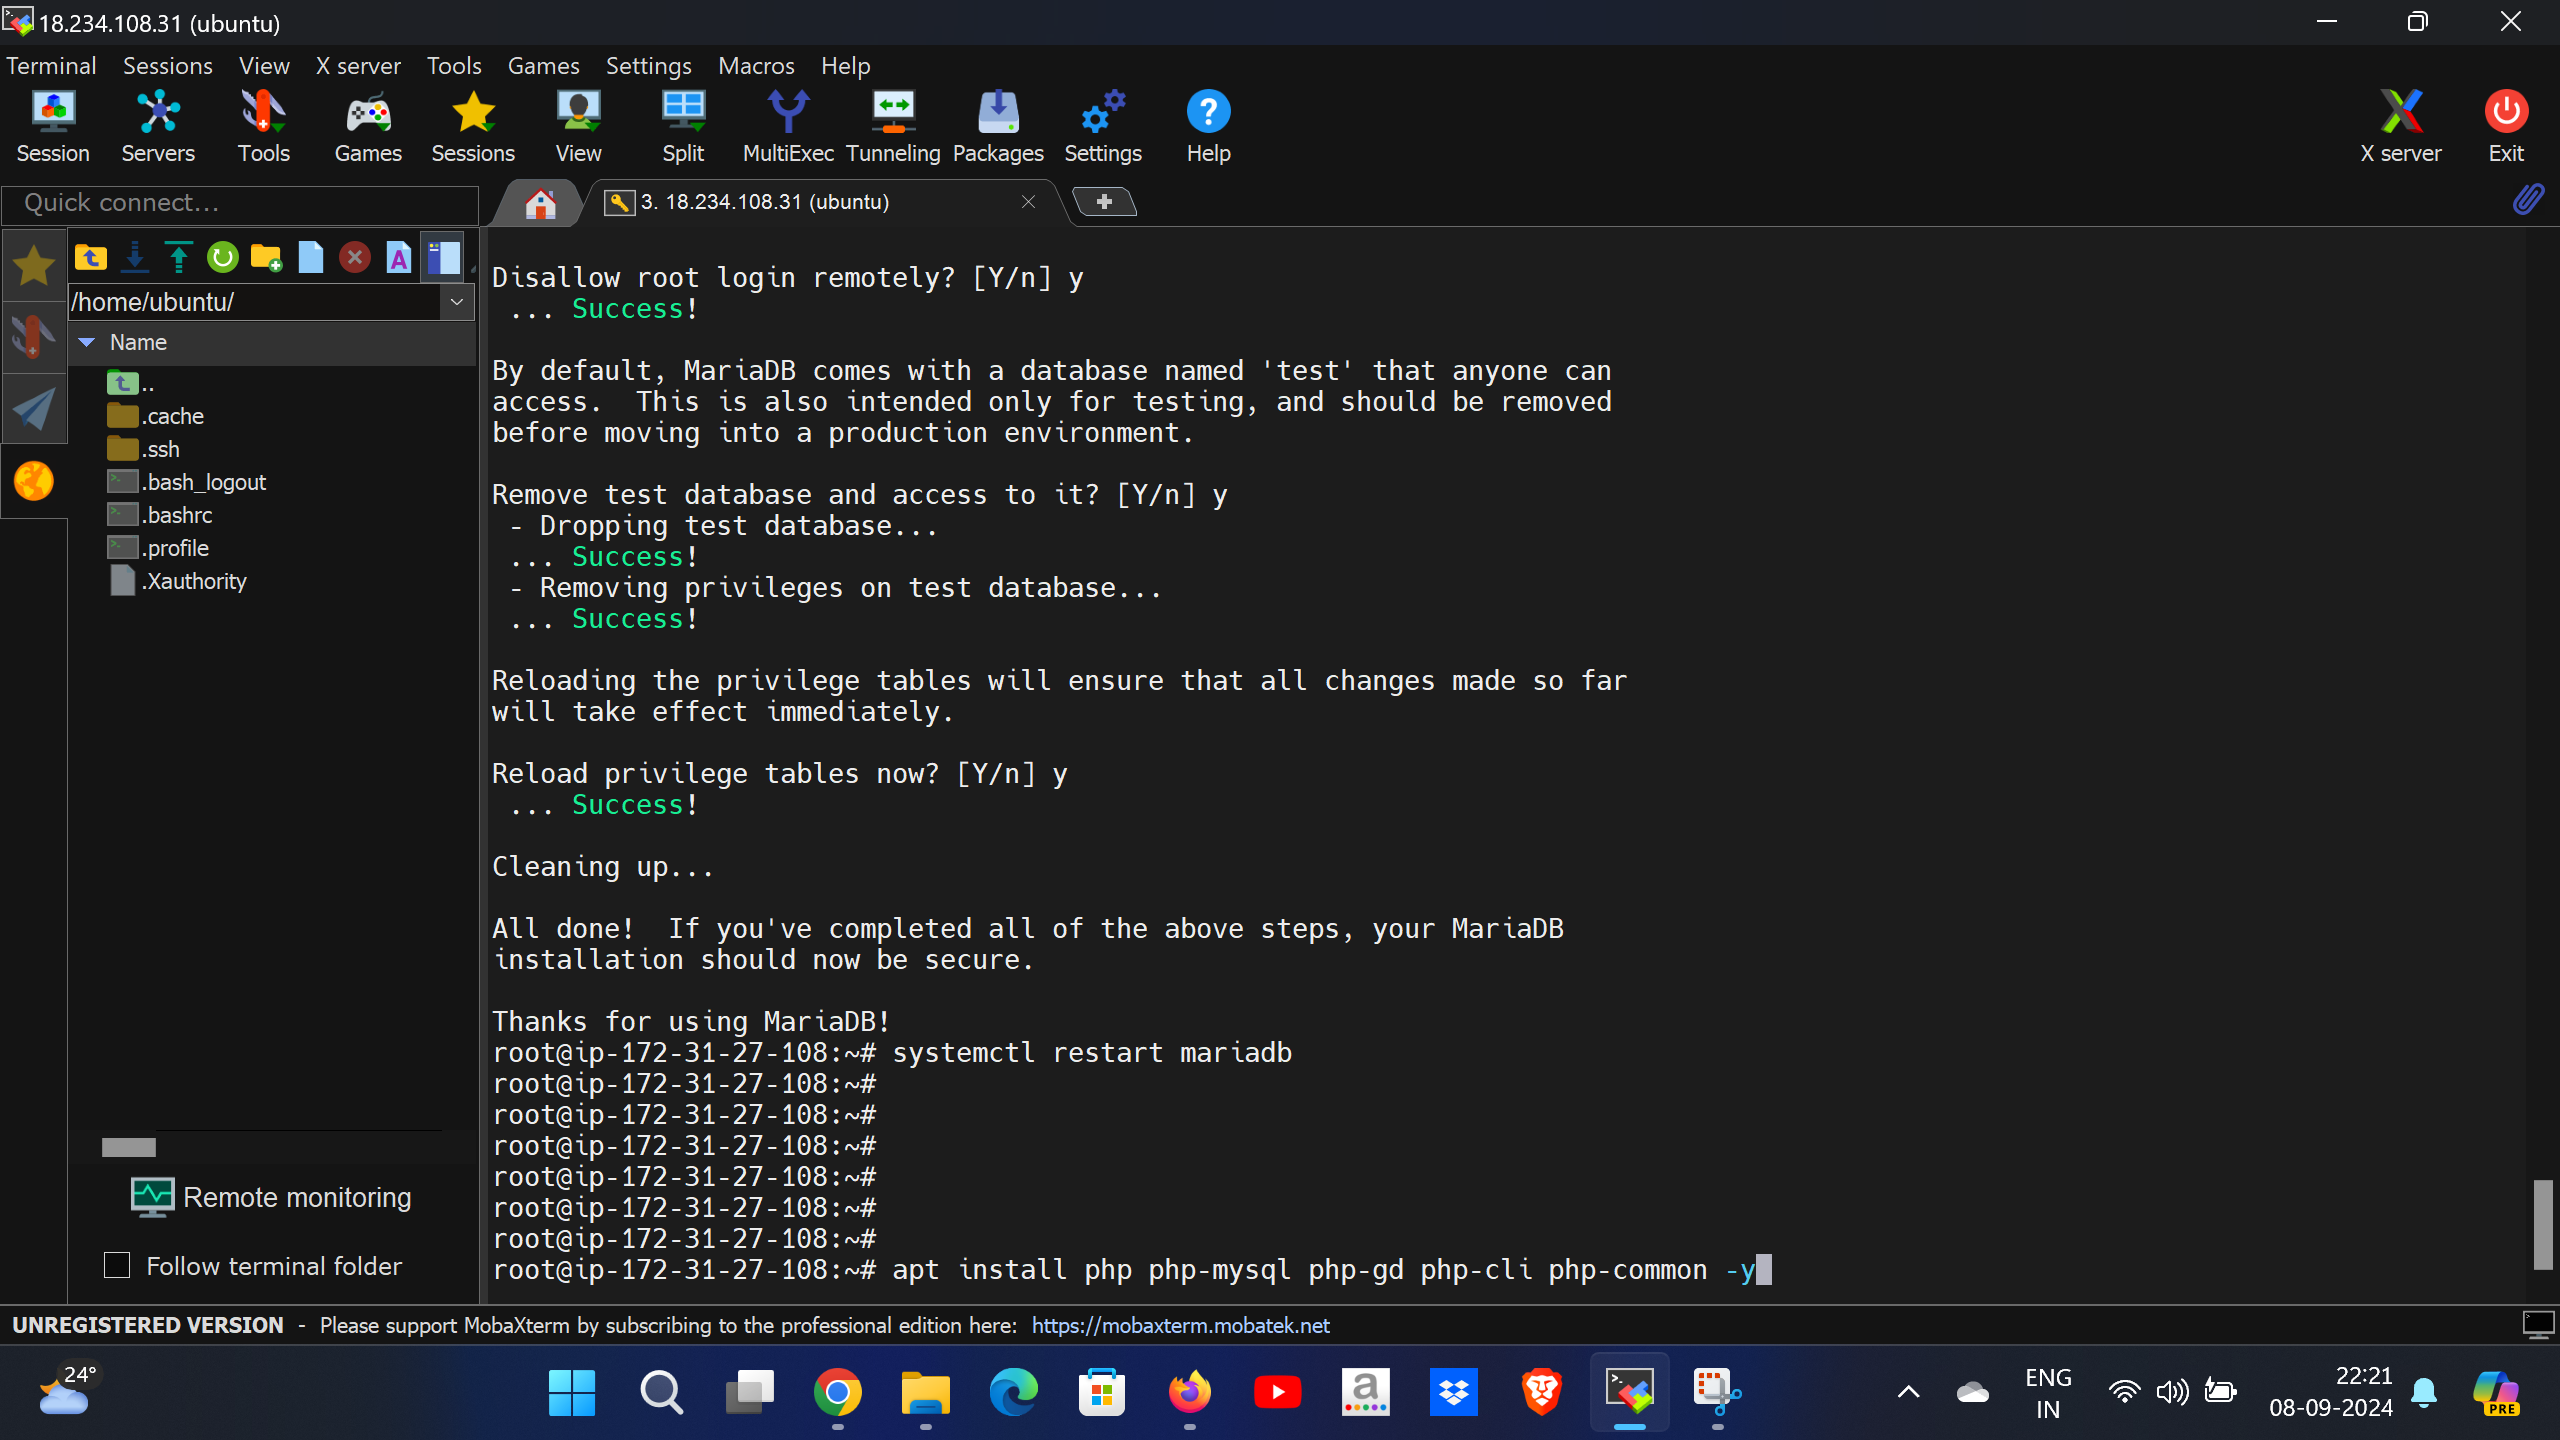 18.234.108.31 (ubuntu)
Terminal Sessions View X server Tools Games Settings Macros Help
Session Servers Tools Games Sessions View Split MultiExec Tunneling Packages Settings Help X server Exit
Quick connect...
3. 18.234.108.31 (ubuntu)
/home/ubuntu/
Name
..
.cache
.ssh
.bash_logout
.bashrc
.profile
.Xauthority
Remote monitoring
Follow terminal folder
Disallow root login remotely? [Y/n] y
 ... Success!
By default, MariaDB comes with a database named 'test' that anyone can
access.  This is also intended only for testing, and should be removed
before moving into a production environment.
Remove test database and access to it? [Y/n] y
 - Dropping test database...
 ... Success!
 - Removing privileges on test database...
 ... Success!
Reloading the privilege tables will ensure that all changes made so far
will take effect immediately.
Reload privilege tables now? [Y/n] y
 ... Success!
Cleaning up...
All done!  If you've completed all of the above steps, your MariaDB
installation should now be secure.
Thanks for using MariaDB!
root@ip-172-31-27-108:~# systemctl restart mariadb
root@ip-172-31-27-108:~#
root@ip-172-31-27-108:~#
root@ip-172-31-27-108:~#
root@ip-172-31-27-108:~#
root@ip-172-31-27-108:~#
root@ip-172-31-27-108:~#
root@ip-172-31-27-108:~# apt install php php-mysql php-gd php-cli php-common -y
UNREGISTERED VERSION - Please support MobaXterm by subscribing to the professional edition here: https://mobaxterm.mobatek.net
24°
ENG
IN
22:21
08-09-2024
PRE